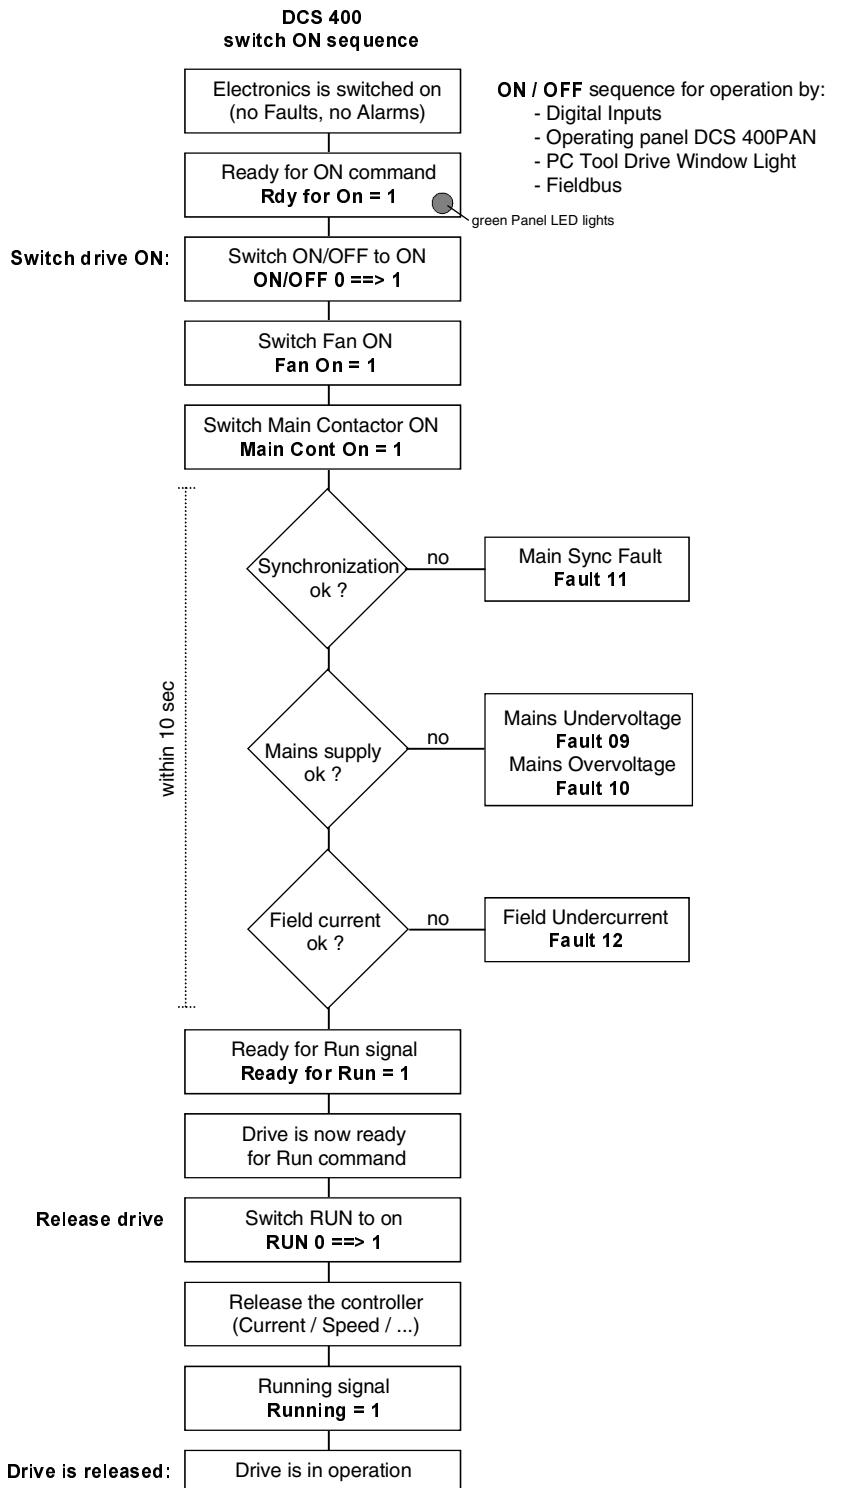 DCS 400
switch ON sequence
Electronics is switched on
(no Faults, no Alarms)
ON / OFF sequence for operation by:
- Digital Inputs
- Operating panel DCS 400PAN
- PC Tool Drive Window Light
- Fieldbus
Ready for ON command
Rdy for On = 1
green Panel LED lights
Switch drive ON:
Switch ON/OFF to ON
ON/OFF 0 ==> 1
Switch Fan ON
Fan On = 1
Switch Main Contactor ON
Main Cont On = 1
within 10 sec
Synchronization
ok ?
no
Main Sync Fault
Fault 11
Mains supply
ok ?
no
Mains Undervoltage
Fault 09
Mains Overvoltage
Fault 10
Field current
ok ?
no
Field Undercurrent
Fault 12
Ready for Run signal
Ready for Run = 1
Drive is now ready
for Run command
Release drive
Switch RUN to on
RUN 0 ==> 1
Release the controller
(Current / Speed / ...)
Running signal
Running = 1
Drive is released:
Drive is in operation